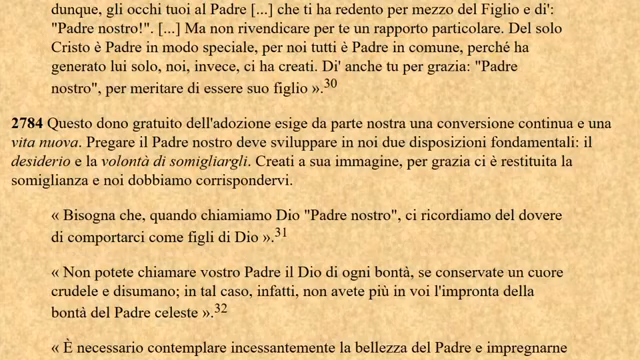 dunque, gli occhi tuoi al Padre [...] che ti ha redento per mezzo del Figlio e di':
"Padre nostro!". [...] Ma non rivendicare per te un rapporto particolare. Del solo
Cristo è Padre in modo speciale, per noi tutti è Padre in comune, perché ha
generato lui solo, noi, invece, ci ha creati. Di' anche tu per grazia: "Padre
nostro", per meritare di essere suo figlio ».30
2784 Questo dono gratuito dell'adozione esige da parte nostra una conversione continua e una
vita nuova. Pregare il Padre nostro deve sviluppare in noi due disposizioni fondamentali: il
desiderio e la volontà di somigliargli. Creati a sua immagine, per grazia ci è restituita la
somiglianza e noi dobbiamo corrispondervi.
« Bisogna che, quando chiamiamo Dio "Padre nostro", ci ricordiamo del dovere
di comportarci come figli di Dio ».31
« Non potete chiamare vostro Padre il Dio di ogni bontà, se conservate un cuore
crudele e disumano; in tal caso, infatti, non avete più in voi l'impronta della
bontà del Padre celeste ».32
« È necessario contemplare incessantemente la bellezza del Padre e impregnarne